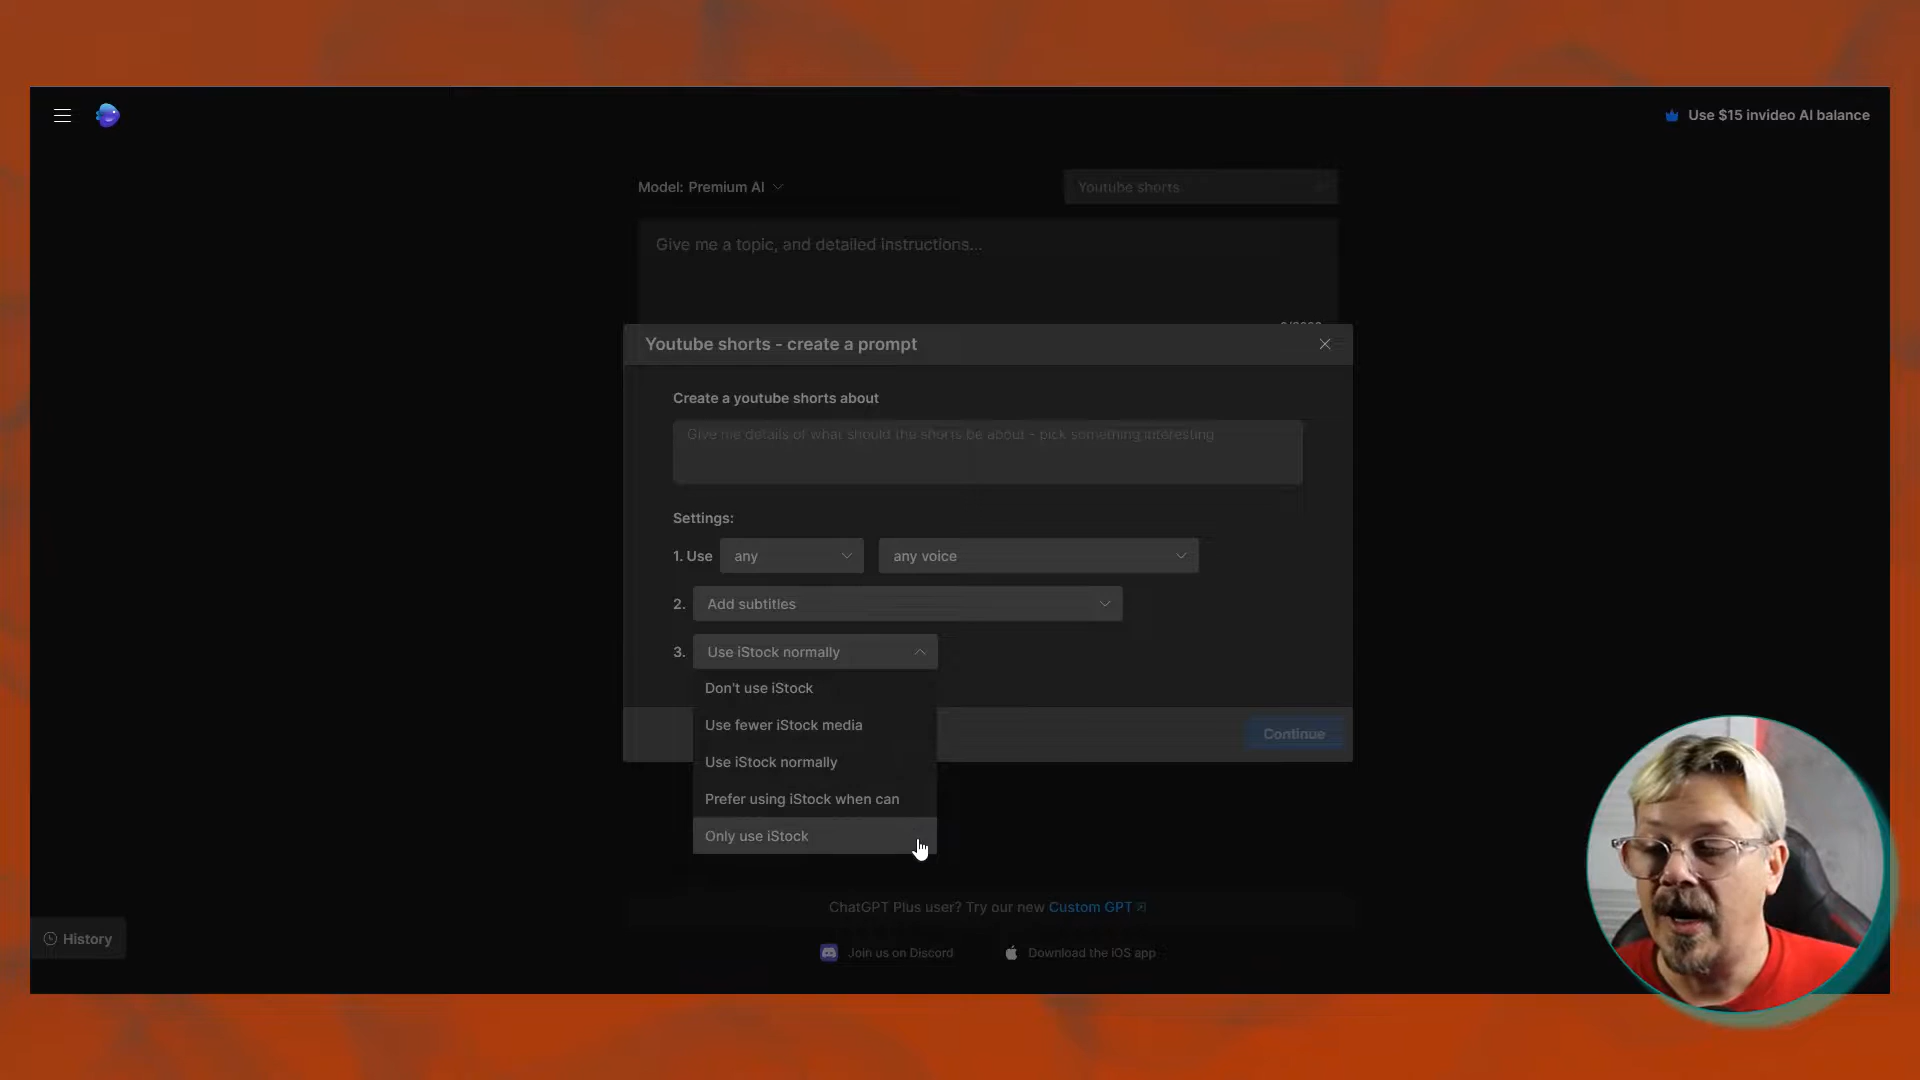 Use $15 invideo AI balance
Model: Premium AI
Youtube shorts
Give me a topic, and detailed instructions...
Youtube shorts - create a prompt
Create a youtube shorts about
Give me details of what should the shorts be about - pick something interesting
Settings:
1. Use any any voice
2. Add subtitles
3. Use iStock normally
Don't use iStock
Use fewer iStock media
Use iStock normally
Prefer using iStock when can
Only use iStock
Continue
ChatGPT Plus user? Try our new Custom GPT
History
Join us on Discord
Download the iOS app